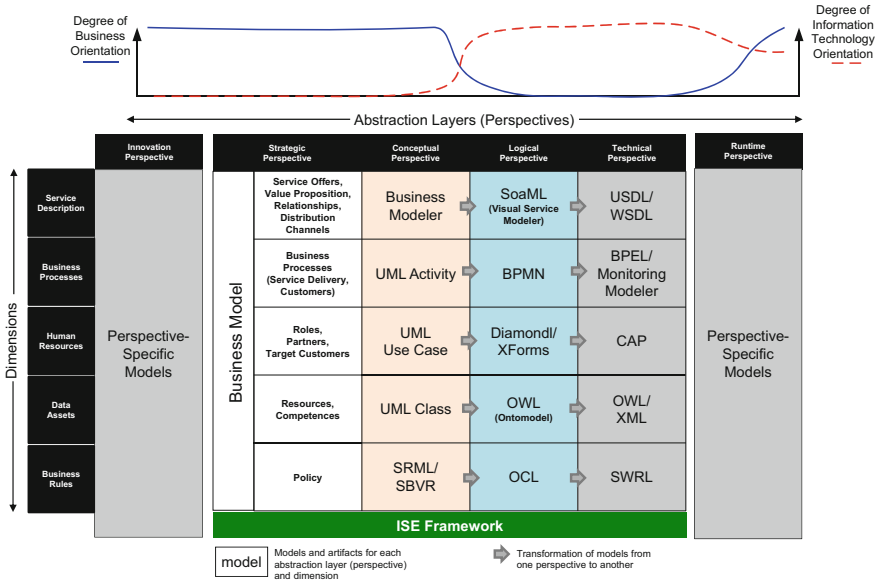 Degree of
Business
Orientation
Degree of
Information
Technology
Orientation
Abstraction Layers (Perspectives)
Innovation
Perspective
Strategic
Perspective
Conceptual
Perspective
Logical
Perspective
Technical
Perspective
Runtime
Perspective
Dimensions
Service
Description
Business
Processes
Human
Resources
Data
Assets
Business
Rules
Perspective-
Specific
Models
Business Model
Service Offers,
Value Proposition,
Relationships,
Distribution
Channels
Business
Modeler
SoaML
(Visual Service
Modeler)
USDL/
WSDL
Business
Processes
(Service Delivery,
Customers)
UML Activity
BPMN
BPEL/
Monitoring
Modeler
Roles,
Partners,
Target Customers
UML
Use Case
Diamondl/
XForms
CAP
Resources,
Competences
UML Class
OWL
(Ontomodel)
OWL/
XML
Policy
SRML/
SBVR
OCL
SWRL
Perspective-
Specific
Models
ISE Framework
model
Models and artifacts for each
abstraction layer (perspective)
and dimension
Transformation of models from
one perspective to another